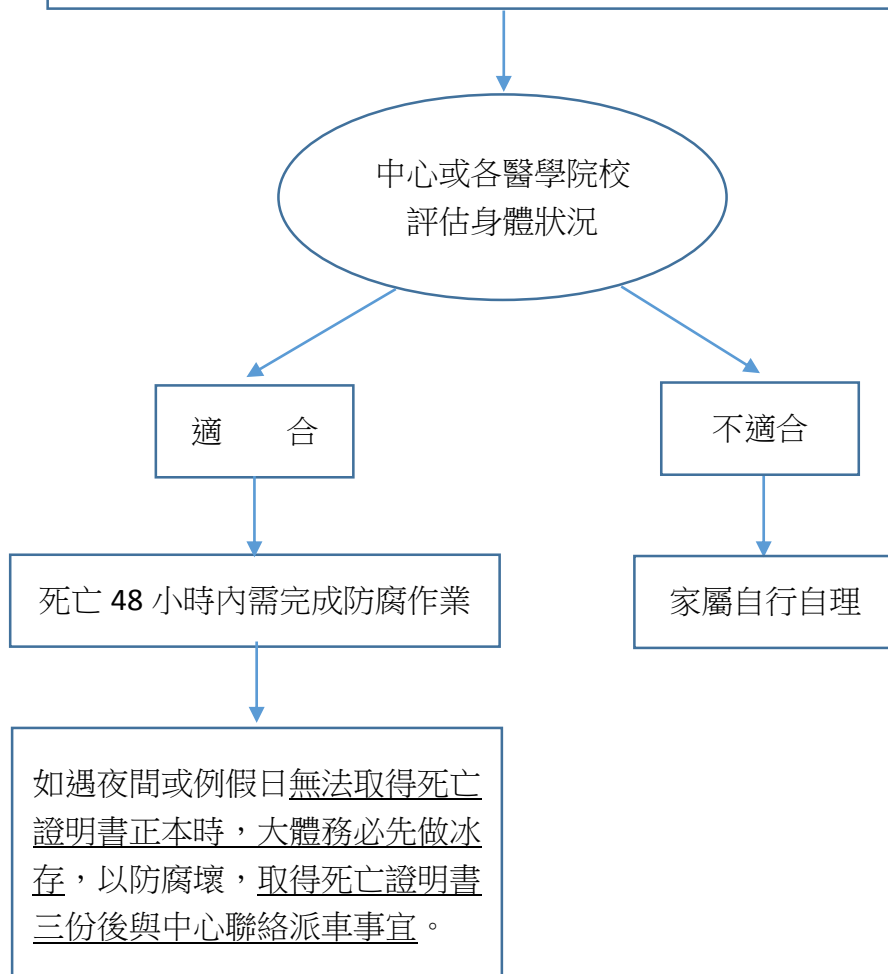 中心或各醫學院校
評估身體狀況
適　　合
不適合
死亡 48 小時內需完成防腐作業
家屬自行自理
如遇夜間或例假日無法取得死亡
證明書正本時，大體務必先做冰
存，以防腐壞，取得死亡證明書
三份後與中心聯絡派車事宜。